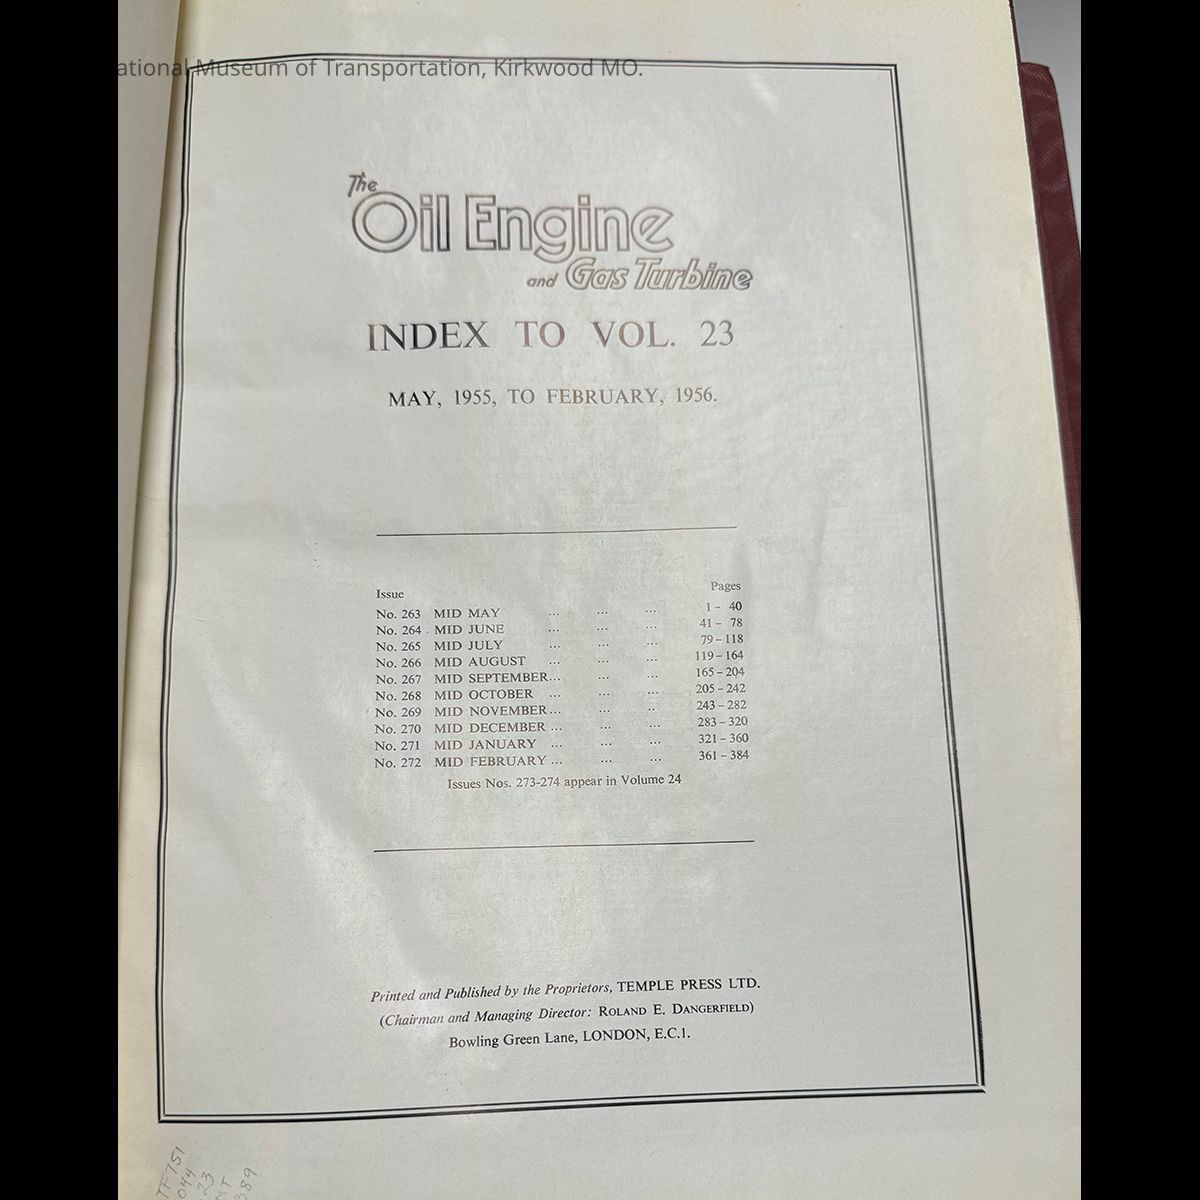 ational Museum of Transportation, Kirkwood MO.
The
Oil Engine
and Gas Turbine
INDEX TO VOL. 23
MAY, 1955, TO FEBRUARY, 1956.
Issue Pages
No. 263 MID MAY ... ... ... 1 – 40
No. 264 MID JUNE ... ... ... 41 – 78
No. 265 MID JULY ... ... ... 79 – 118
No. 266 MID AUGUST ... ... ... 119 – 164
No. 267 MID SEPTEMBER... ... ... 165 – 204
No. 268 MID OCTOBER ... ... ... 205 – 242
No. 269 MID NOVEMBER... ... ... 243 – 282
No. 270 MID DECEMBER ... ... ... 283 – 320
No. 271 MID JANUARY ... ... ... 321 – 360
No. 272 MID FEBRUARY ... ... ... 361 – 384
Issues Nos. 273-274 appear in Volume 24
Printed and Published by the Proprietors, TEMPLE PRESS LTD.
(Chairman and Managing Director: ROLAND E. DANGERFIELD)
Bowling Green Lane, LONDON, E.C.1.
TF751
044
23
389